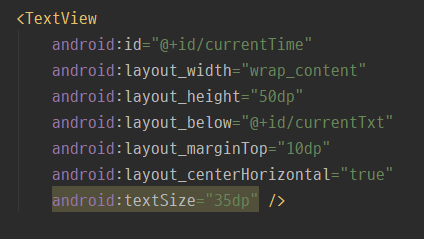 <TextView
android:id="@+id/currentTime"
android:layout_width="wrap_content"
android:layout_height="50dp"
android:layout_below="@+id/currentTxt"
android:layout_marginTop="10dp"
android:layout_centerHorizontal="true"
android:textSize="35dp" />